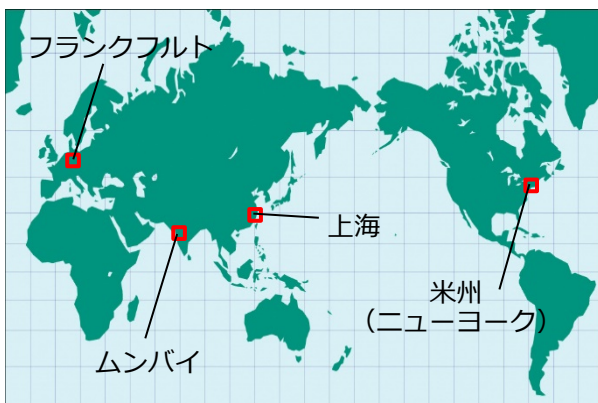 フランクフルト
上海
米州
（ニューヨーク）
ムンバイ